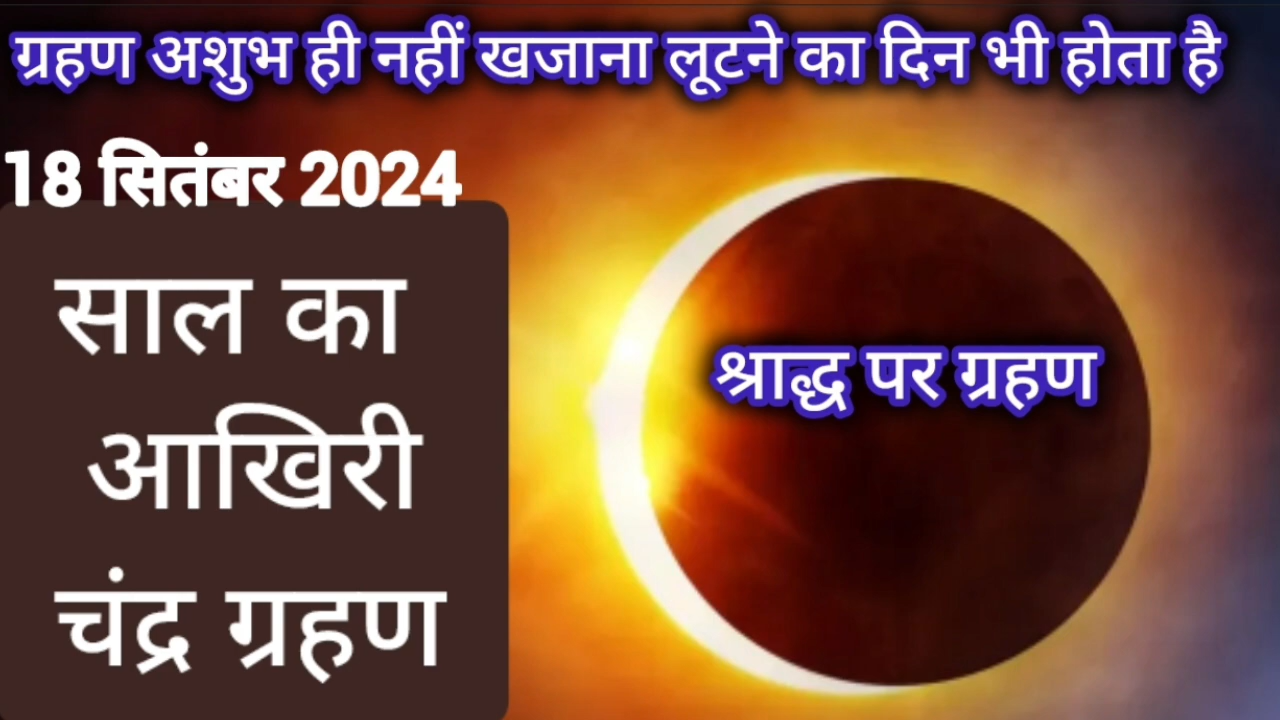 ग्रहण अशुभ ही नहीं खजाना लूटने का दिन भी होता है
18 सितंबर 2024
साल का
आखिरी
चंद्र ग्रहण
श्राद्ध पर ग्रहण